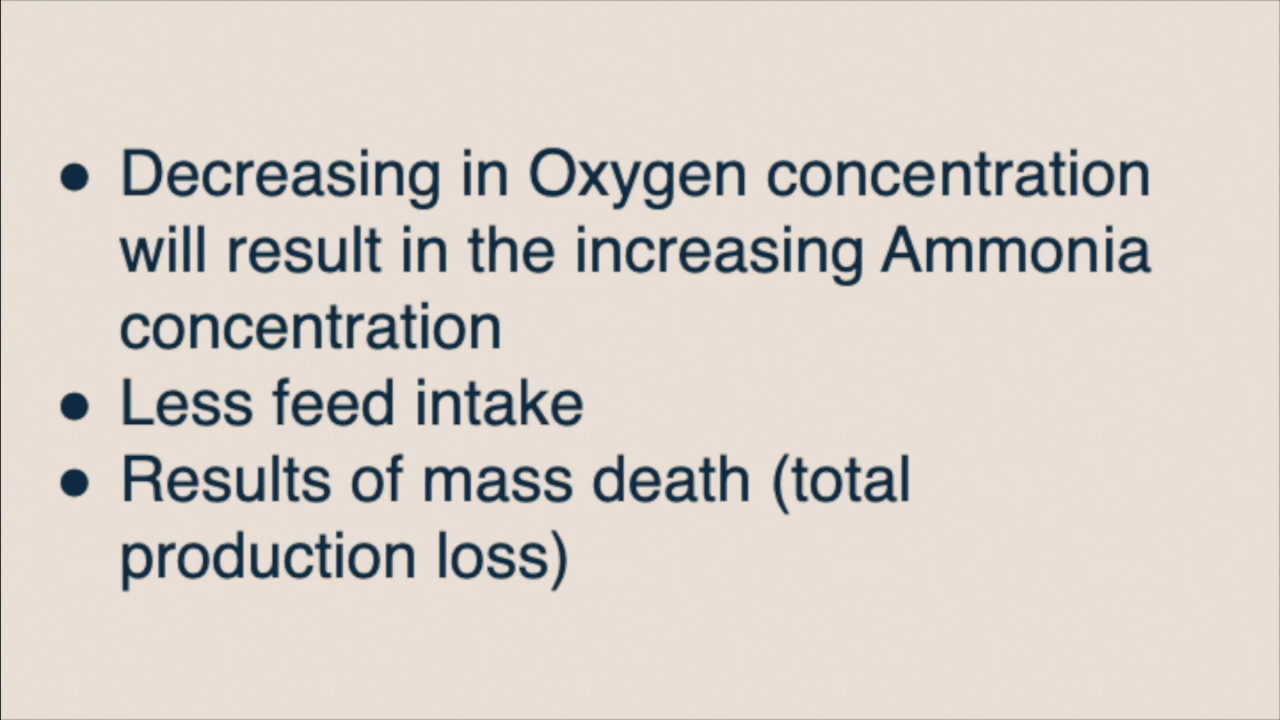 ● Decreasing in Oxygen concentration
will result in the increasing Ammonia
concentration
● Less feed intake
● Results of mass death (total
production loss)